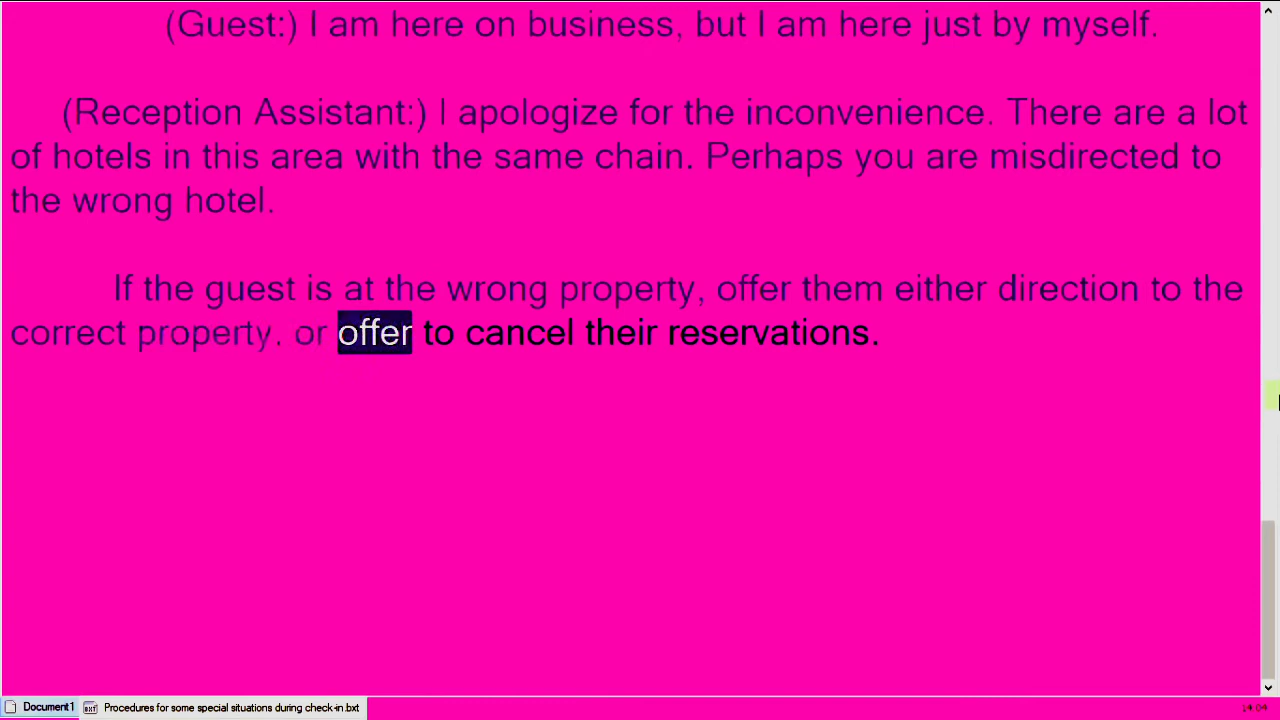 (Guest:) I am here on business, but I am here just by myself.
(Reception Assistant:) I apologize for the inconvenience. There are a lot
of hotels in this area with the same chain. Perhaps you are misdirected to
the wrong hotel.
If the guest is at the wrong property, offer them either direction to the
correct property, or offer to cancel their reservations.
Document1 Procedures for some special situations during check-in.bxt
14:04